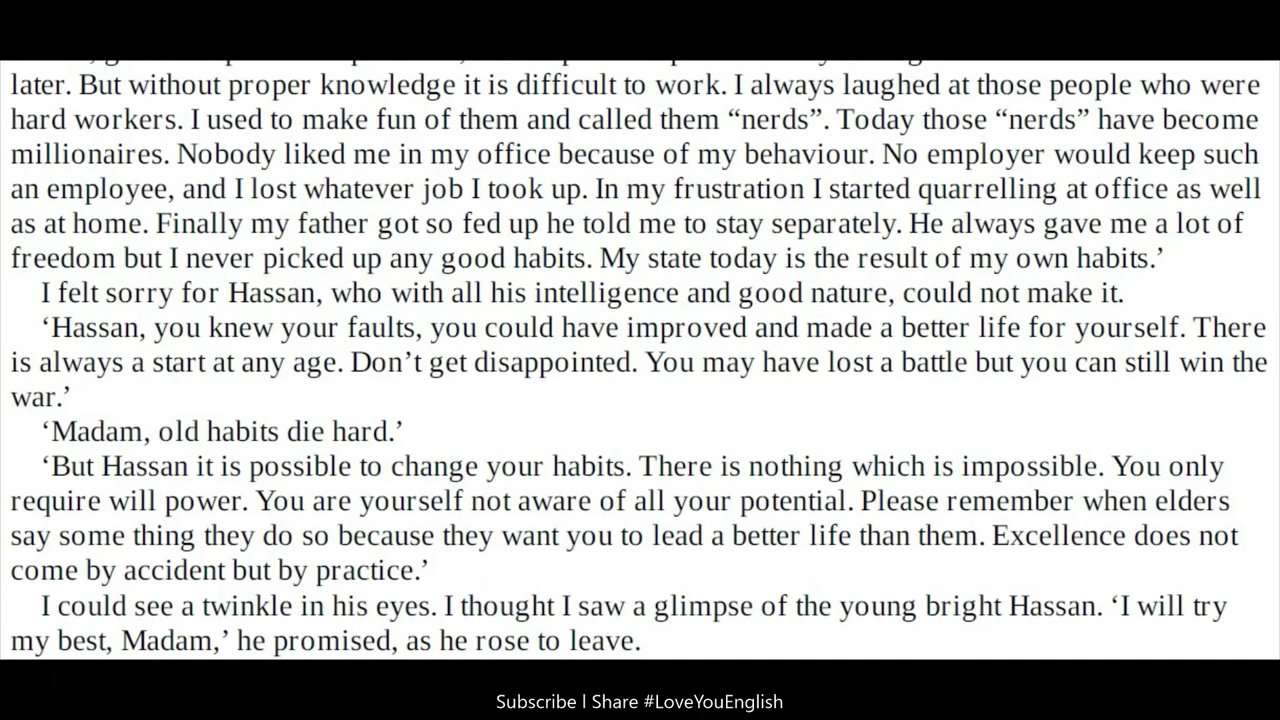 later. But without proper knowledge it is difficult to work. I always laughed at those people who were
hard workers. I used to make fun of them and called them “nerds”. Today those “nerds” have become
millionaires. Nobody liked me in my office because of my behaviour. No employer would keep such
an employee, and I lost whatever job I took up. In my frustration I started quarrelling at office as well
as at home. Finally my father got so fed up he told me to stay separately. He always gave me a lot of
freedom but I never picked up any good habits. My state today is the result of my own habits.’
I felt sorry for Hassan, who with all his intelligence and good nature, could not make it.
‘Hassan, you knew your faults, you could have improved and made a better life for yourself. There
is always a start at any age. Don’t get disappointed. You may have lost a battle but you can still win the
war.’
‘Madam, old habits die hard.’
‘But Hassan it is possible to change your habits. There is nothing which is impossible. You only
require will power. You are yourself not aware of all your potential. Please remember when elders
say some thing they do so because they want you to lead a better life than them. Excellence does not
come by accident but by practice.’
I could see a twinkle in his eyes. I thought I saw a glimpse of the young bright Hassan. ‘I will try
my best, Madam,’ he promised, as he rose to leave.
Subscribe | Share #LoveYouEnglish